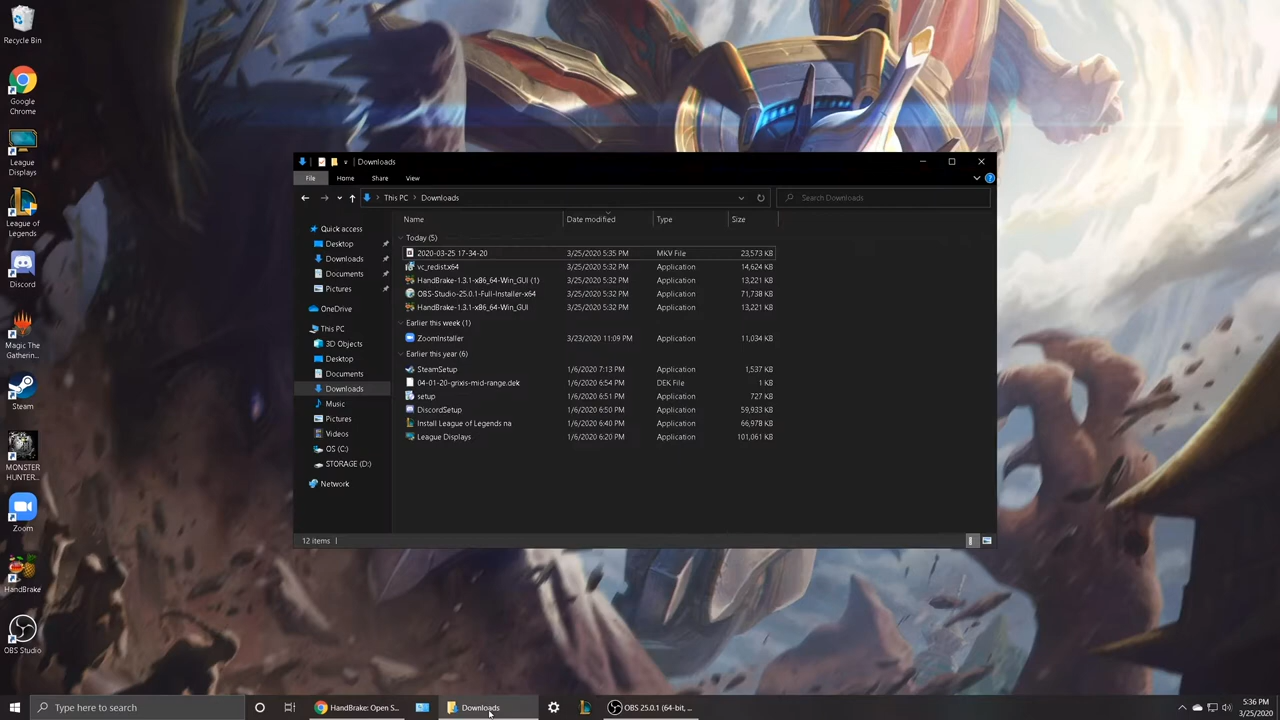 Recycle Bin
Google
Chrome
League
Displays
League of
Legends
Discord
Magic The
Gatherin...
Steam
MONSTER
HUNTER...
Zoom
HandBrake
OBS Studio
Downloads
File
Home
Share
View
This PC > Downloads
Search Downloads
Name
Date modified
Type
Size
Quick access
Desktop
Downloads
Documents
Pictures
OneDrive
This PC
3D Objects
Desktop
Documents
Downloads
Music
Pictures
Videos
OS (C:)
STORAGE (D:)
Network
Today (5)
2020-03-25 17-34-20 3/25/2020 5:35 PM MKV File 23,573 KB
vc_redist.x64 3/25/2020 5:32 PM Application 14,624 KB
HandBrake-1.3.1-x86_64-Win_GUI (1) 3/25/2020 5:32 PM Application 13,221 KB
OBS-Studio-25.0.1-Full-Installer-x64 3/25/2020 5:32 PM Application 71,738 KB
HandBrake-1.3.1-x86_64-Win_GUI 3/25/2020 5:32 PM Application 13,221 KB
Earlier this week (1)
ZoomInstaller 3/23/2020 11:09 PM Application 11,034 KB
Earlier this year (6)
SteamSetup 1/6/2020 7:13 PM Application 1,537 KB
04-01-20-grixis-mid-range.dek 1/6/2020 6:54 PM DEK File 1 KB
setup 1/6/2020 6:51 PM Application 727 KB
DiscordSetup 1/6/2020 6:50 PM Application 59,933 KB
Install League of Legends na 1/6/2020 6:40 PM Application 66,978 KB
League Displays 1/6/2020 6:20 PM Application 101,061 KB
12 items
Type here to search
HandBrake: Open S...
Downloads
OBS 25.0.1 (64-bit, ...
5:36 PM
3/25/2020